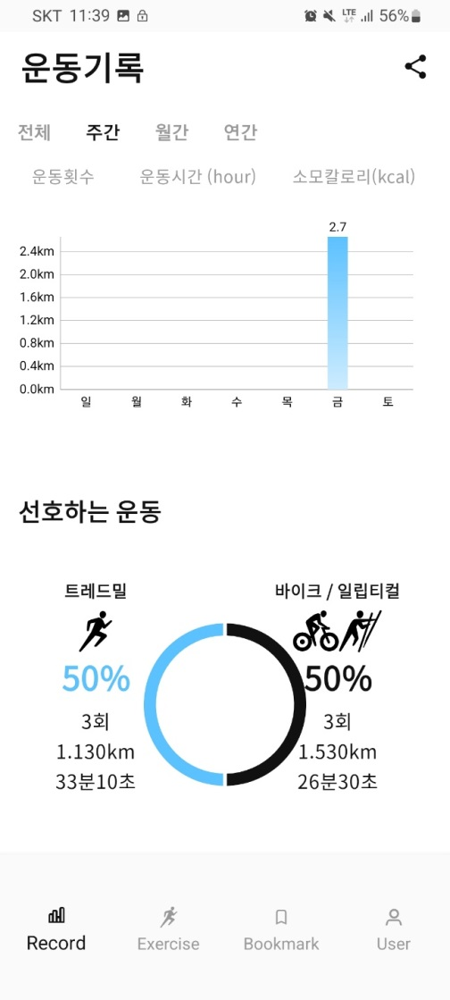 SKT 11:39 LTE 56%
운동기록
전체 주간 월간 연간
운동횟수 운동시간 (hour) 소모칼로리(kcal)
2.7
2.4km
2.0km
1.6km
1.2km
0.8km
0.4km
0.0km
일 월 화 수 목 금 토
선호하는 운동
트레드밀 바이크 / 일립티컬
50% 50%
3회 3회
1.130km 1.530km
33분10초 26분30초
Record Exercise Bookmark User